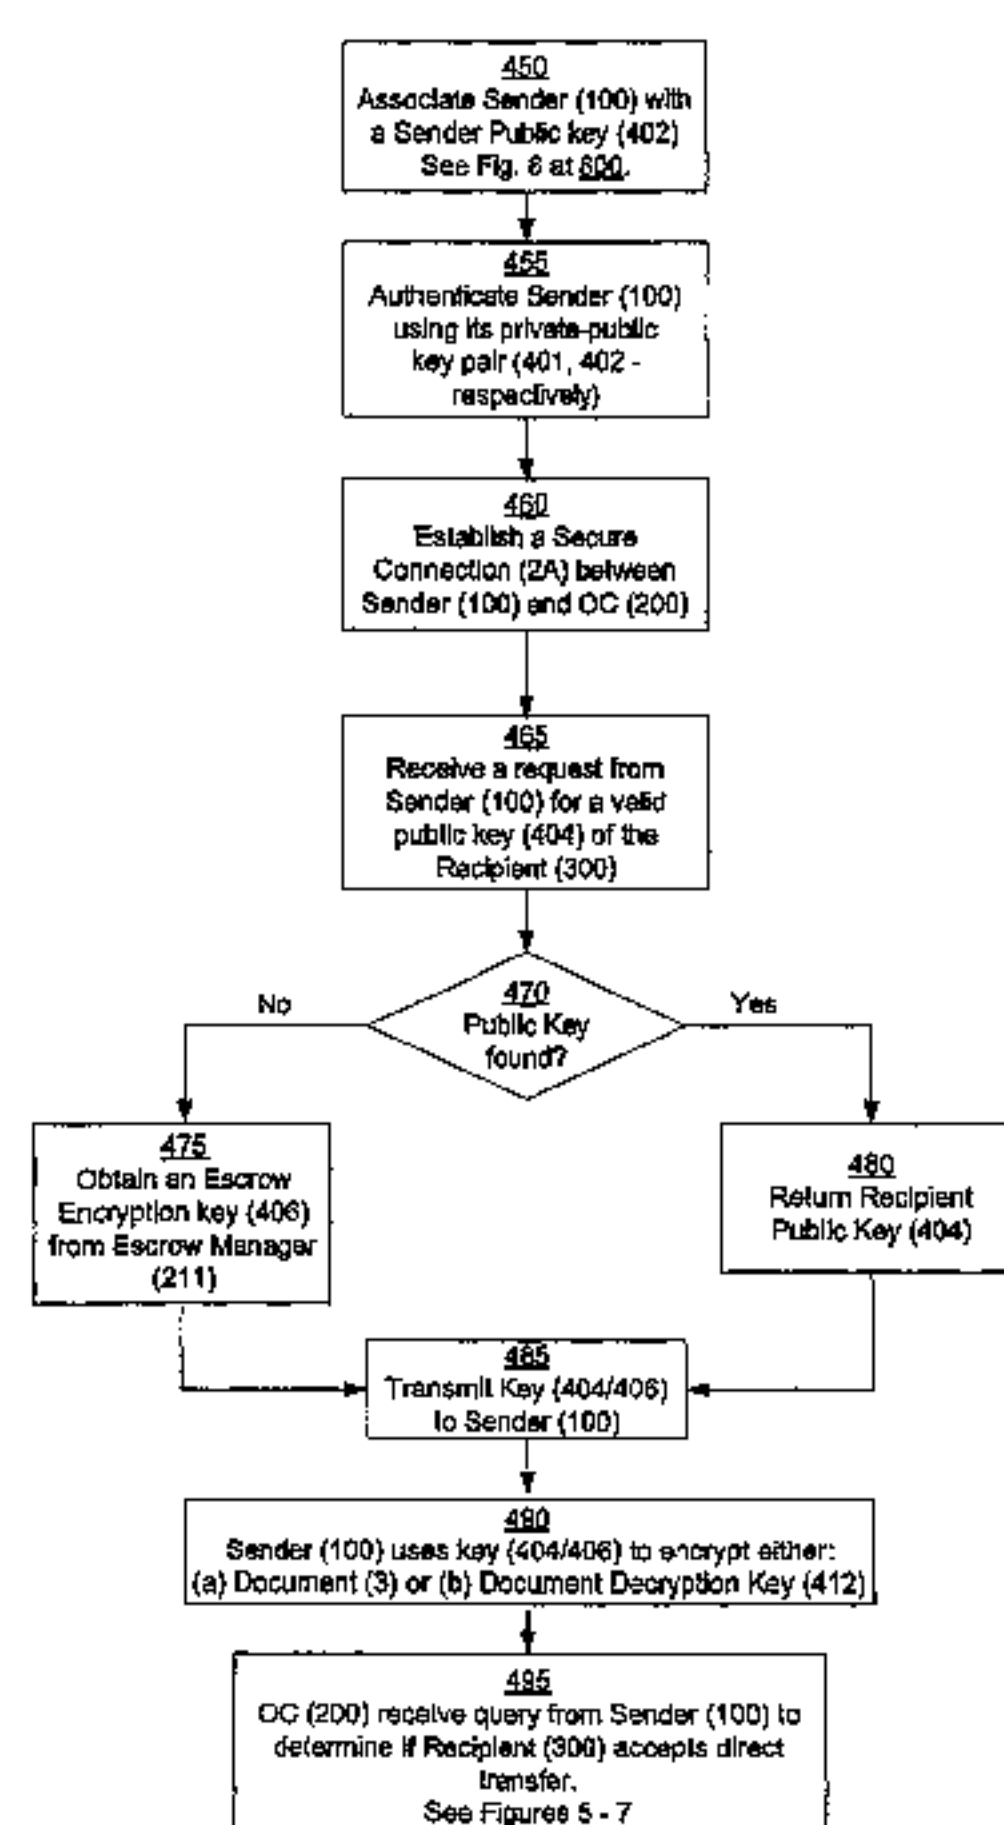 450
Associate Sender (100) with
a Sender Public key (402)
See Fig. 8 at 800.
455
Authenticate Sender (100)
using its private-public
key pair (401, 402 -
respectively)
460
Establish a Secure
Connection (2A) between
Sender (100) and OC (200)
465
Receive a request from
Sender (100) for a valid
public key (404) of the
Recipient (300)
470
Public Key
found?
No
Yes
475
Obtain an Escrow
Encryption key (406)
from Escrow Manager
(211)
480
Return Recipient
Public Key (404)
485
Transmit Key (404/406)
to Sender (100)
490
Sender (100) uses key (404/406) to encrypt either:
(a) Document (3) or (b) Document Decryption Key (412)
495
OC (200) receive query from Sender (100) to
determine if Recipient (300) accepts direct
transfer.
See Figures 5 - 7